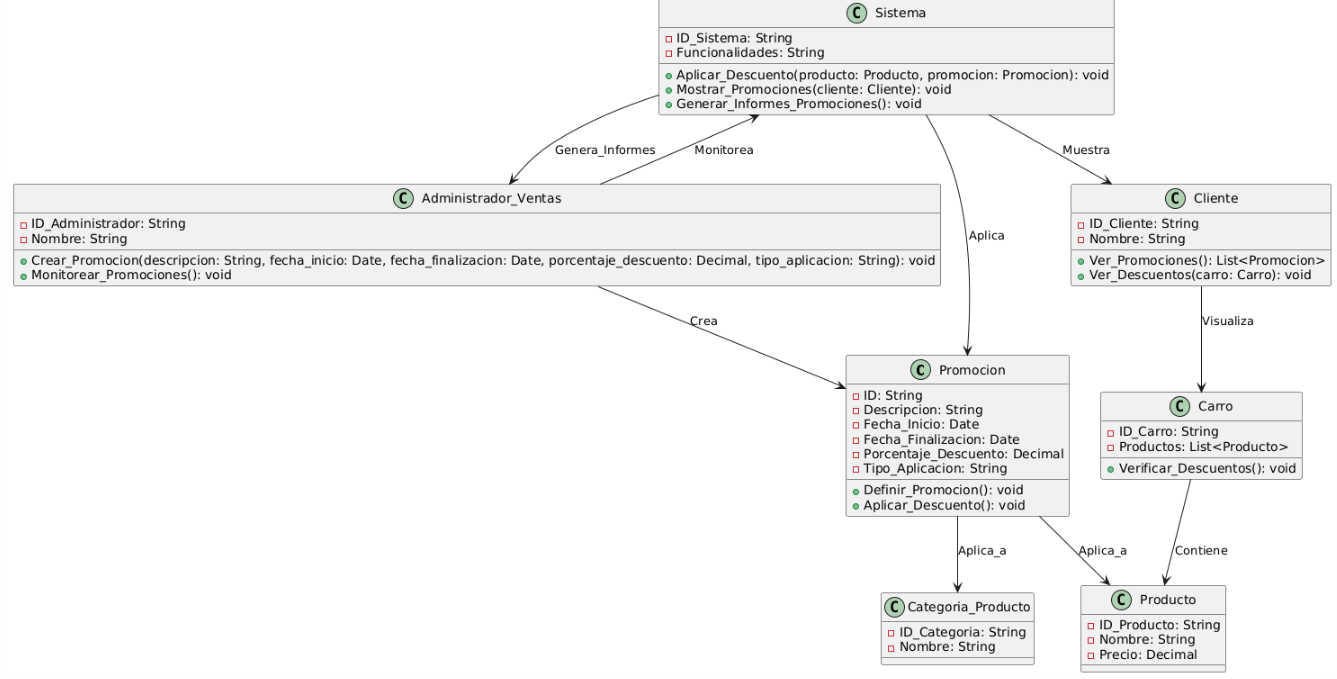 C Sistema
ID_Sistema: String
Funcionalidades: String
Aplicar_Descuento(producto: Producto, promocion: Promocion): void
Mostrar_Promociones(cliente: Cliente): void
Generar_Informes_Promociones(): void
Genera_Informes
Monitorea
Muestra
C Administrador_Ventas
ID_Administrador: String
Nombre: String
Crear_Promocion(descripcion: String, fecha_inicio: Date, fecha_finalizacion: Date, porcentaje_descuento: Decimal, tipo_aplicacion: String): void
Monitorear_Promociones(): void
Aplica
C Cliente
ID_Cliente: String
Nombre: String
Ver_Promociones(): List<Promocion>
Ver_Descuentos(carro: Carro): void
Crea
Visualiza
C Promocion
ID: String
Descripcion: String
Fecha_Inicio: Date
Fecha_Finalizacion: Date
Porcentaje_Descuento: Decimal
Tipo_Aplicacion: String
Definir_Promocion(): void
Aplicar_Descuento(): void
C Carro
ID_Carro: String
Productos: List<Producto>
Verificar_Descuentos(): void
Aplica_a
Aplica_a
Contiene
C Categoria_Producto
ID_Categoria: String
Nombre: String
C Producto
ID_Producto: String
Nombre: String
Precio: Decimal